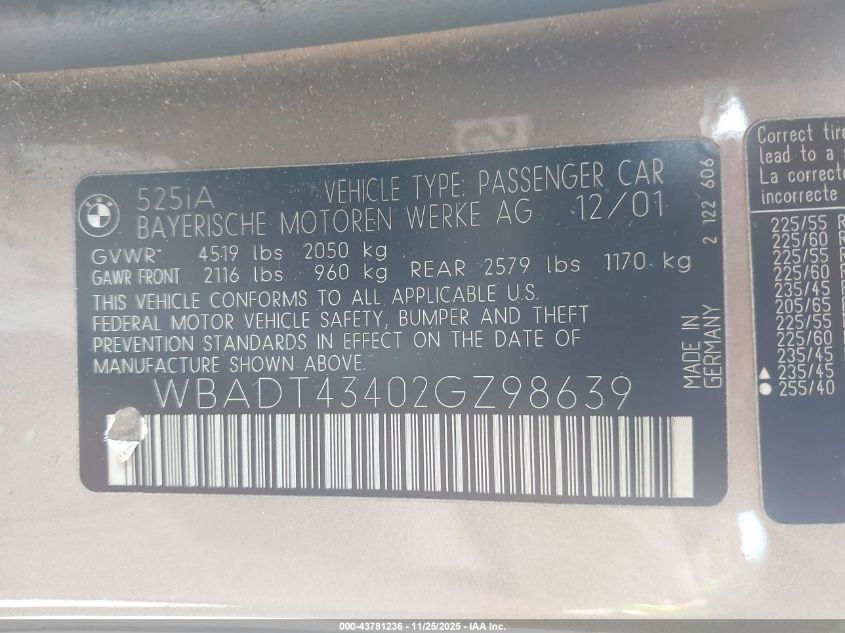 BMW
525iA VEHICLE TYPE: PASSENGER CAR
BAYERISCHE MOTOREN WERKE AG 12/01
GVWR 4519 lbs 2050 kg
GAWR FRONT 2116 lbs 960 kg REAR 2579 lbs 1170 kg
THIS VEHICLE CONFORMS TO ALL APPLICABLE U.S.
FEDERAL MOTOR VEHICLE SAFETY, BUMPER AND THEFT
PREVENTION STANDARDS IN EFFECT ON THE DATE OF
MANUFACTURE SHOWN ABOVE.
WBADT43402GZ98639
2 122 606
MADE IN
GERMANY
Correct tire
lead to a
La correcte
incorrecte
225/55 R
225/60 R
225/55 R
225/60 R
235/45
205/65
225/55
225/60
235/45
235/45
255/40
000-43781236 - 11/25/2025 - IAA Inc.